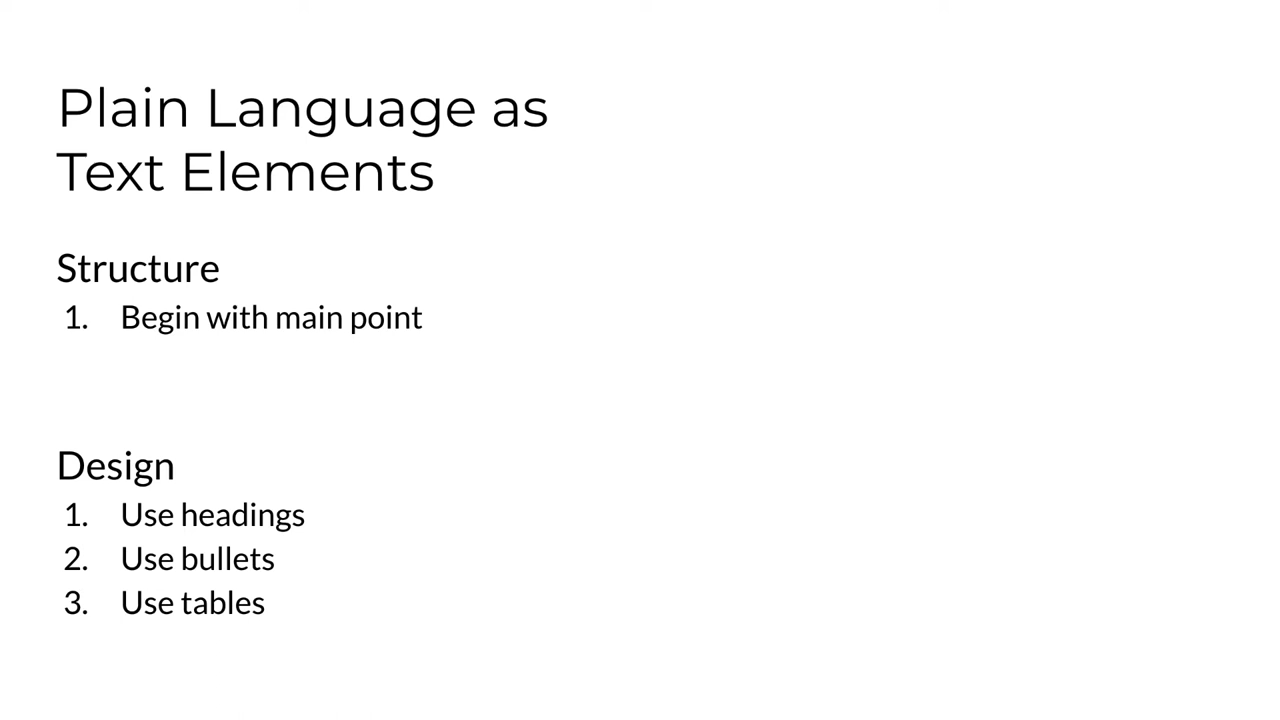 Plain Language as
Text Elements
Structure
1. Begin with main point
Design
1. Use headings
2. Use bullets
3. Use tables